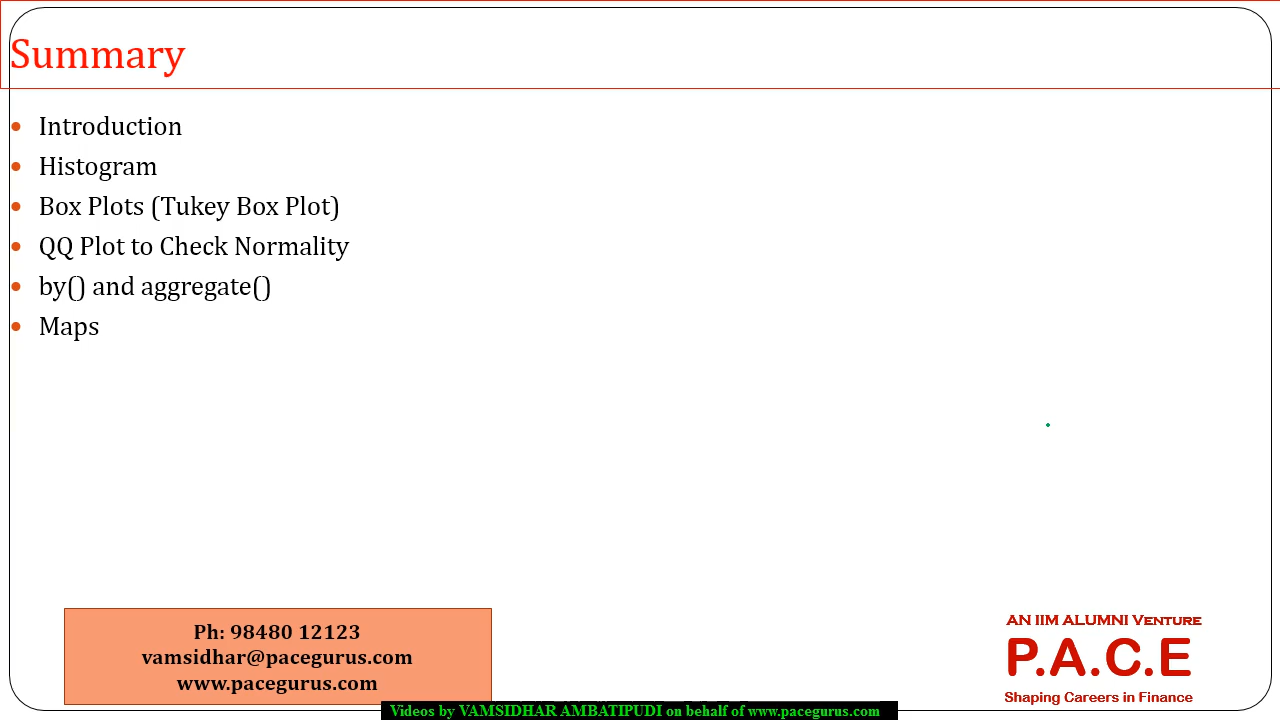 Summary
Introduction
Histogram
Box Plots (Tukey Box Plot)
QQ Plot to Check Normality
by() and aggregate()
Maps
Ph: 98480 12123
vamsidhar@pacegurus.com
www.pacegurus.com
AN IIM ALUMNI VENTURE
P.A.C.E
Shaping Careers in Finance
Videos by VAMSIDHAR AMBATIPUDI on behalf of www.pacegurus.com